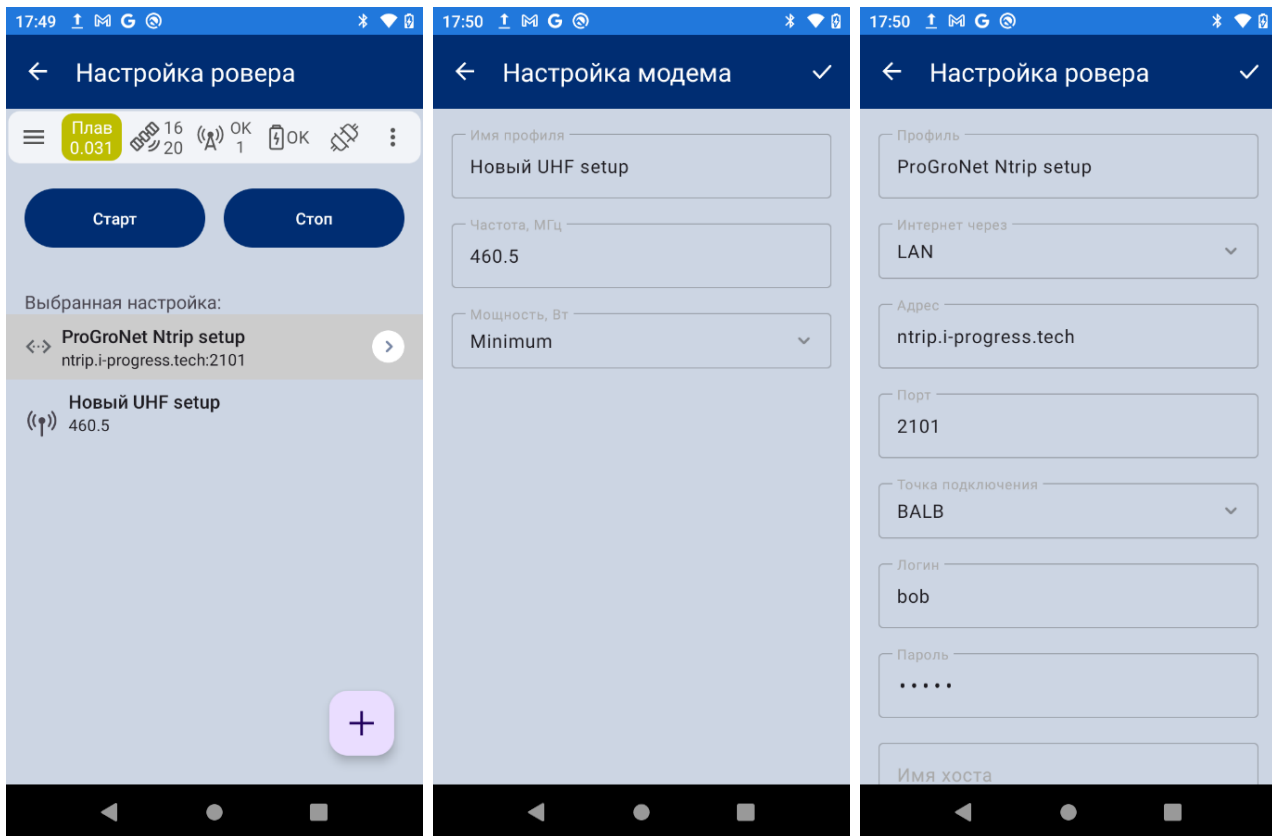 17:49
Настройка ровера
Плав 0.031
16 20
OK 1
OK
Старт
Стоп
Выбранная настройка:
ProGroNet Ntrip setup
ntrip.i-progress.tech:2101
Новый UHF setup
460.5
17:50
Настройка модема
Имя профиля
Новый UHF setup
Частота, МГц
460.5
Мощность, Вт
Minimum
17:50
Настройка ровера
Профиль
ProGroNet Ntrip setup
Интернет через
LAN
Адрес
ntrip.i-progress.tech
Порт
2101
Точка подключения
BALB
Логин
bob
Пароль
•••••
Имя хоста